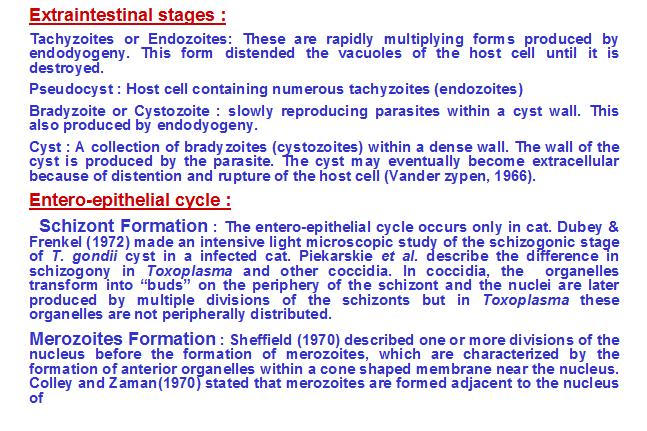 Extraintestinal stages :
Tachyzoites or Endozoites: These are rapidly multiplying forms produced by
endodyogeny. This form distended the vacuoles of the host cell until it is
destroyed.
Pseudocyst : Host cell containing numerous tachyzoites (endozoites)
Bradyzoite or Cystozoite : slowly reproducing parasites within a cyst wall. This
also produced by endodyogeny.
Cyst : A collection of bradyzoites (cystozoites) within a dense wall. The wall of the
cyst is produced by the parasite. The cyst may eventually become extracellular
because of distention and rupture of the host cell (Vander zypen, 1966).
Entero-epithelial cycle :
Schizont Formation : The entero-epithelial cycle occurs only in cat. Dubey &
Frenkel (1972) made an intensive light microscopic study of the schizogonic stage
of T. gondii cyst in a infected cat. Piekarskie et al. describe the difference in
schizogony in Toxoplasma and other coccidia. In coccidia, the organelles
transform into “buds” on the periphery of the schizont and the nuclei are later
produced by multiple divisions of the schizonts but in Toxoplasma these
organelles are not peripherally distributed.
Merozoites Formation : Sheffield (1970) described one or more divisions of the
nucleus before the formation of merozoites, which are characterized by the
formation of anterior organelles within a cone shaped membrane near the nucleus.
Colley and Zaman(1970) stated that merozoites are formed adjacent to the nucleus
of